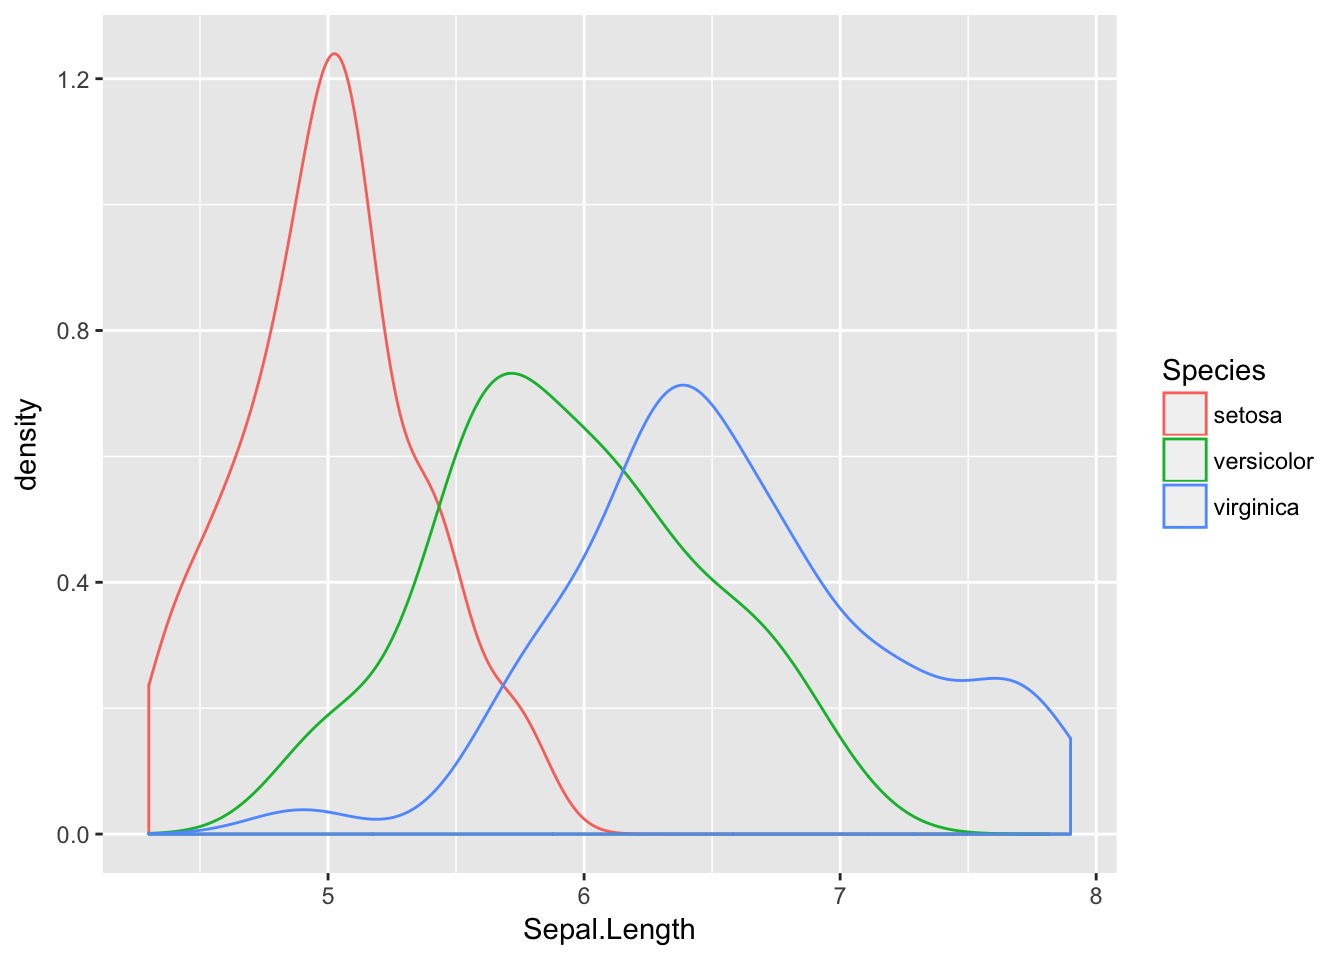 1.2
0.8
0.4
0.0
density
5 6 7 8
Sepal.Length
Species
setosa
versicolor
virginica